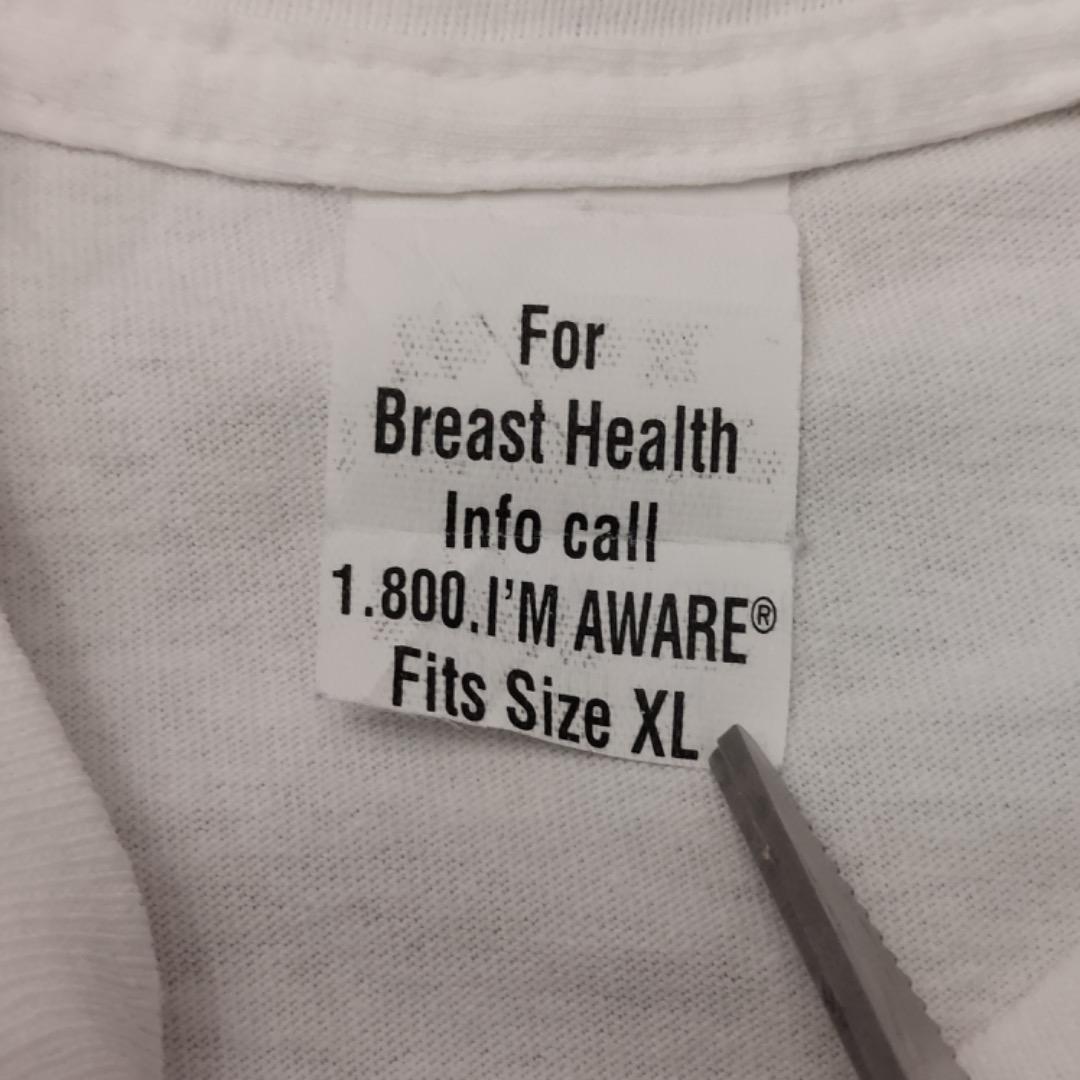 For
Breast Health
Info call
1.800.I'M AWARE®
Fits Size XL